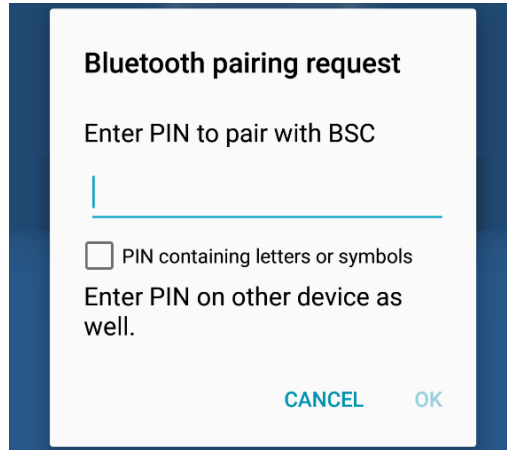 Bluetooth pairing request
Enter PIN to pair with BSC
PIN containing letters or symbols
Enter PIN on other device as
well.
CANCEL OK